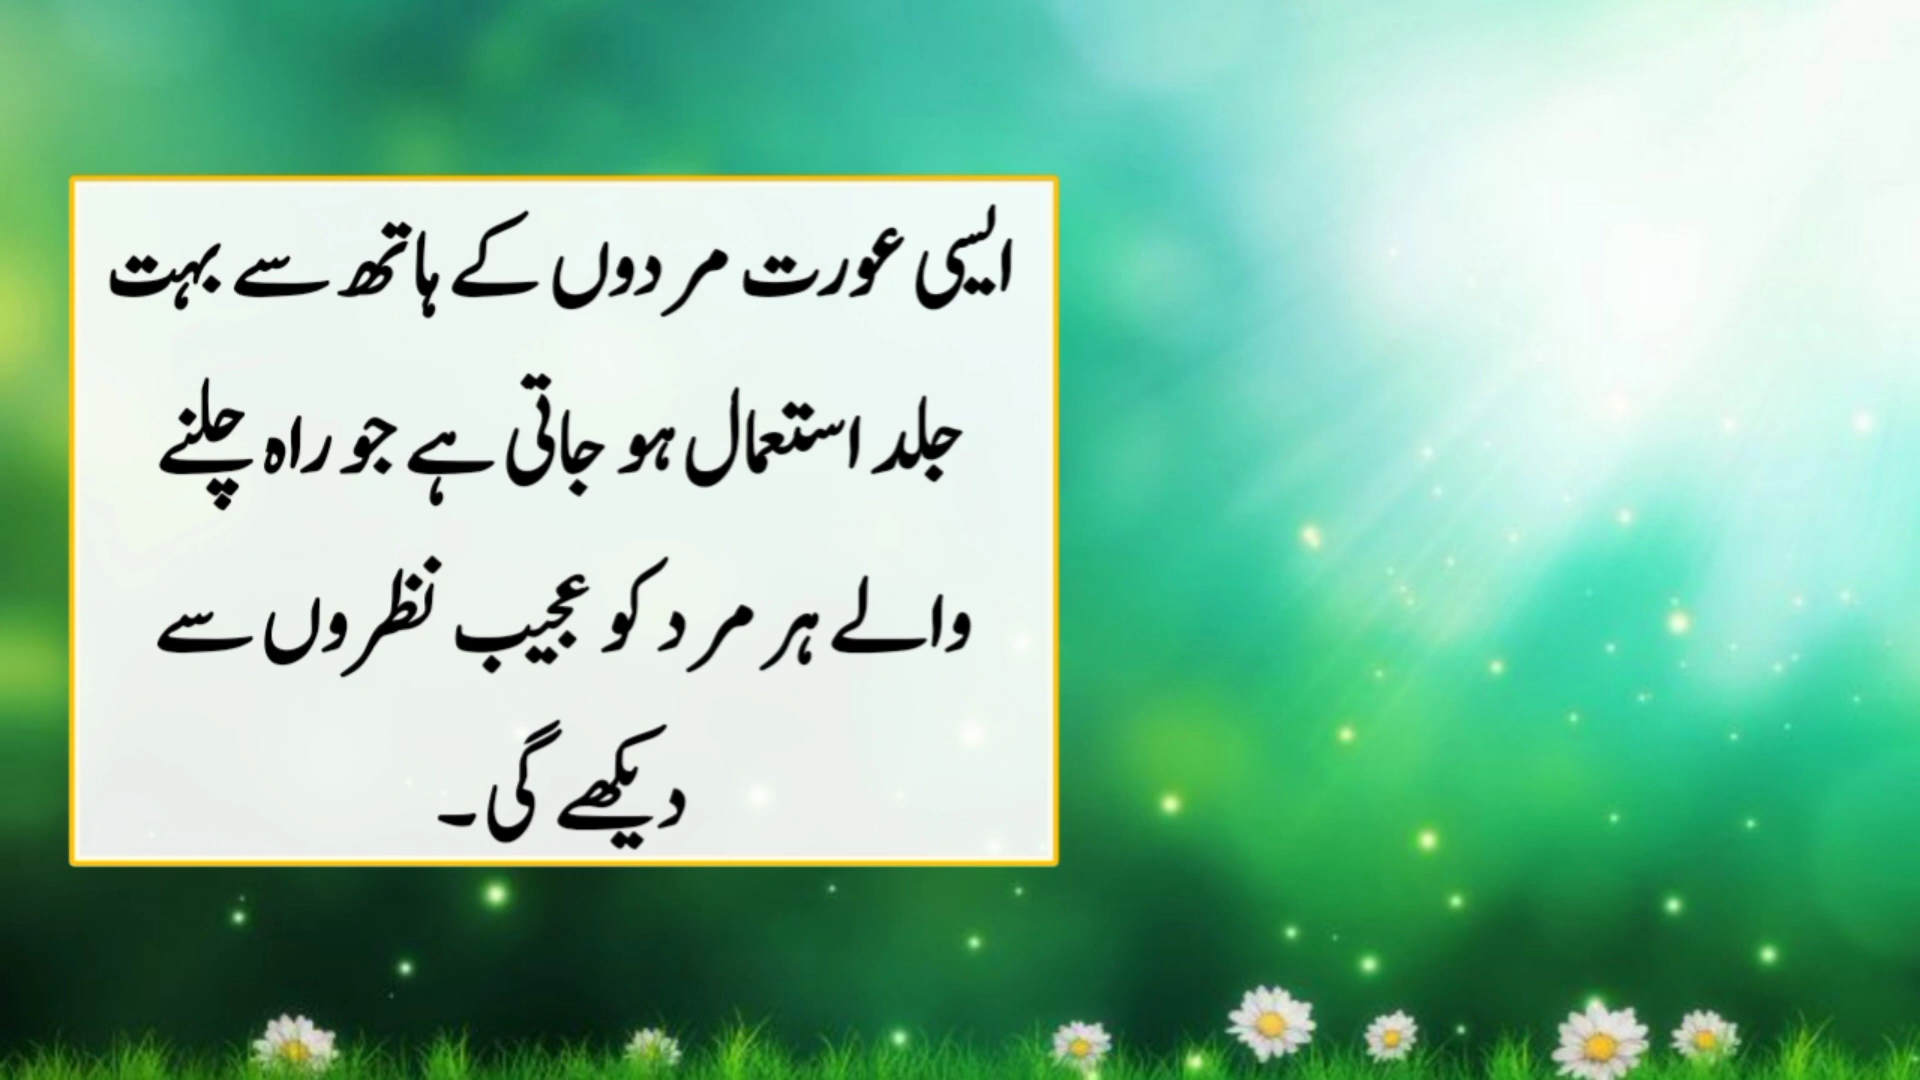 ایسی عورت مردوں کے ہاتھ سے بہت
جلد استعمال ہو جاتی ہے جو راہ چلنے
والے ہر مرد کو عجیب نظروں سے
دیکھے گی۔